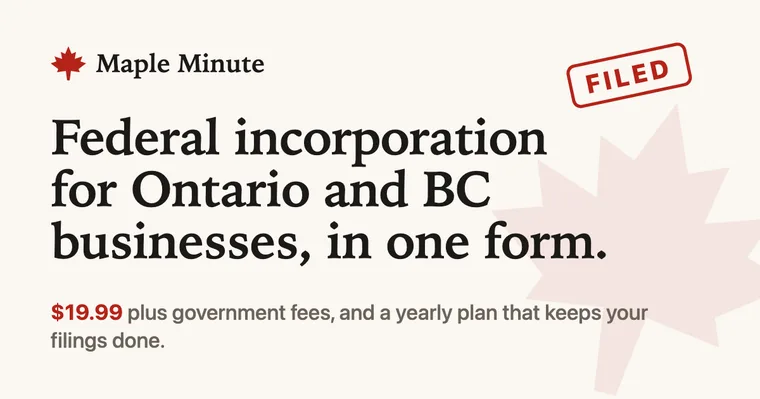 Maple Minute
FILED
Federal incorporation
for Ontario and BC
businesses, in one form.
$19.99 plus government fees, and a yearly plan that keeps your
filings done.